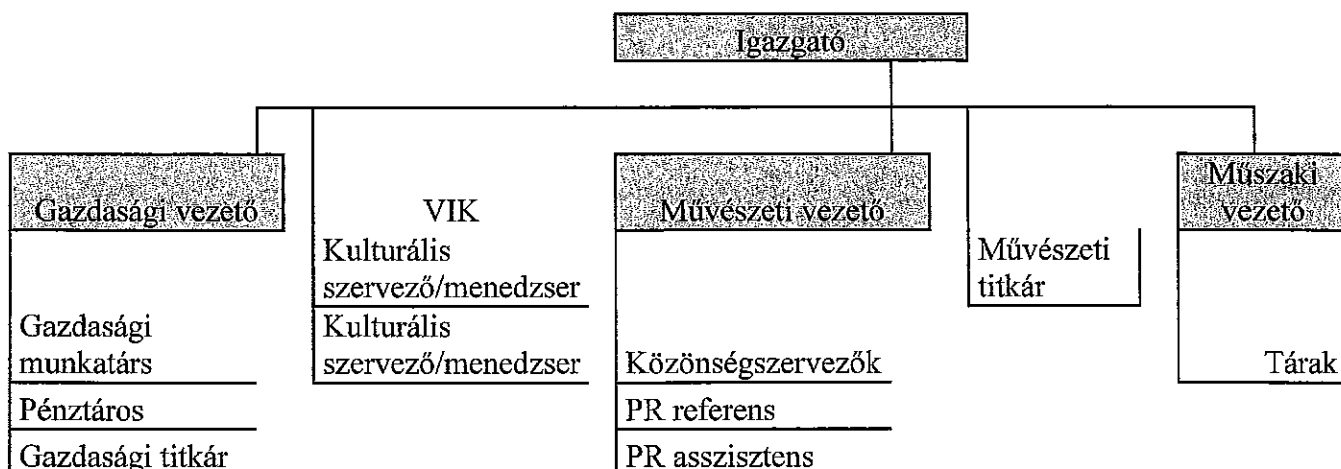 Igazgató
Gazdasági vezető
VIK
Művészeti vezető
Műszaki
vezető
Kulturális
szervező/menedzser
Kulturális
szervező/menedzser
Művészeti
titkár
Gazdasági
munkatárs
Közönségszervezők
Tárak
Pénztáros
PR referens
Gazdasági titkár
PR asszisztens